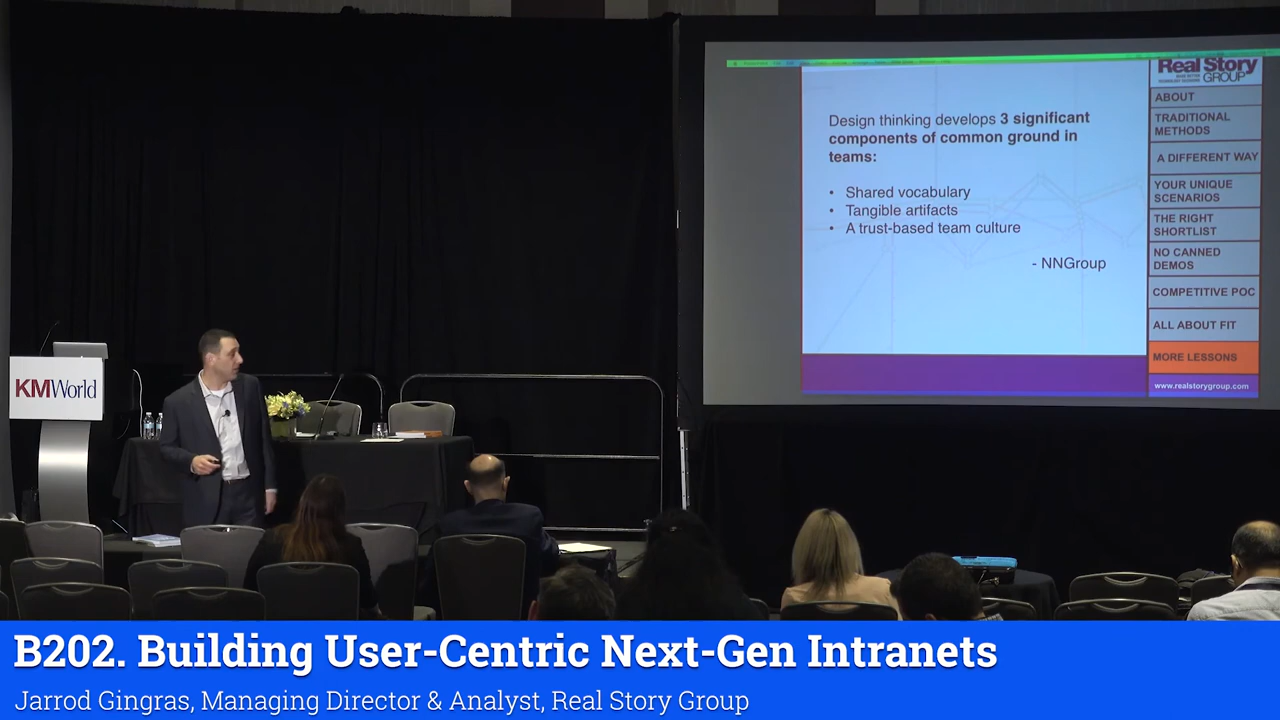 KMWorld
Design thinking develops 3 significant
components of common ground in
teams:
• Shared vocabulary
• Tangible artifacts
• A trust-based team culture
- NNGroup
Real Story
GROUP
ABOUT
TRADITIONAL
METHODS
A DIFFERENT WAY
YOUR UNIQUE
SCENARIOS
THE RIGHT
SHORTLIST
NO CANNED
DEMOS
COMPETITIVE POC
ALL ABOUT FIT
MORE LESSONS
www.realstorygroup.com
B202. Building User-Centric Next-Gen Intranets
Jarrod Gingras, Managing Director & Analyst, Real Story Group